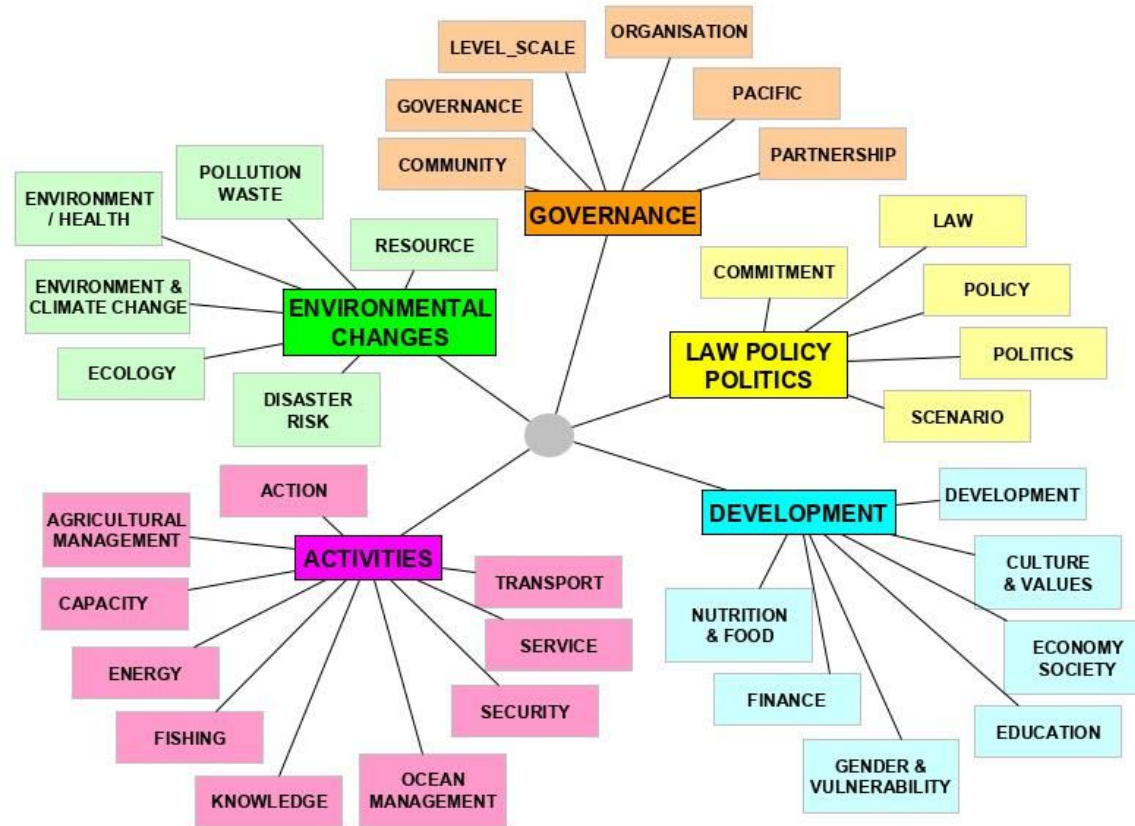 ORGANISATION
LEVEL_SCALE
PACIFIC
GOVERNANCE
PARTNERSHIP
COMMUNITY
GOVERNANCE
POLLUTION
WASTE
ENVIRONMENT
/ HEALTH
RESOURCE
ENVIRONMENT &
CLIMATE CHANGE
ENVIRONMENTAL
CHANGES
ECOLOGY
DISASTER
RISK
LAW
COMMITMENT
POLICY
LAW POLICY
POLITICS
POLITICS
SCENARIO
ACTION
AGRICULTURAL
MANAGEMENT
ACTIVITIES
CAPACITY
TRANSPORT
SERVICE
ENERGY
SECURITY
FISHING
KNOWLEDGE
OCEAN
MANAGEMENT
DEVELOPMENT
DEVELOPMENT
CULTURE
& VALUES
NUTRITION
& FOOD
ECONOMY
SOCIETY
FINANCE
EDUCATION
GENDER &
VULNERABILITY